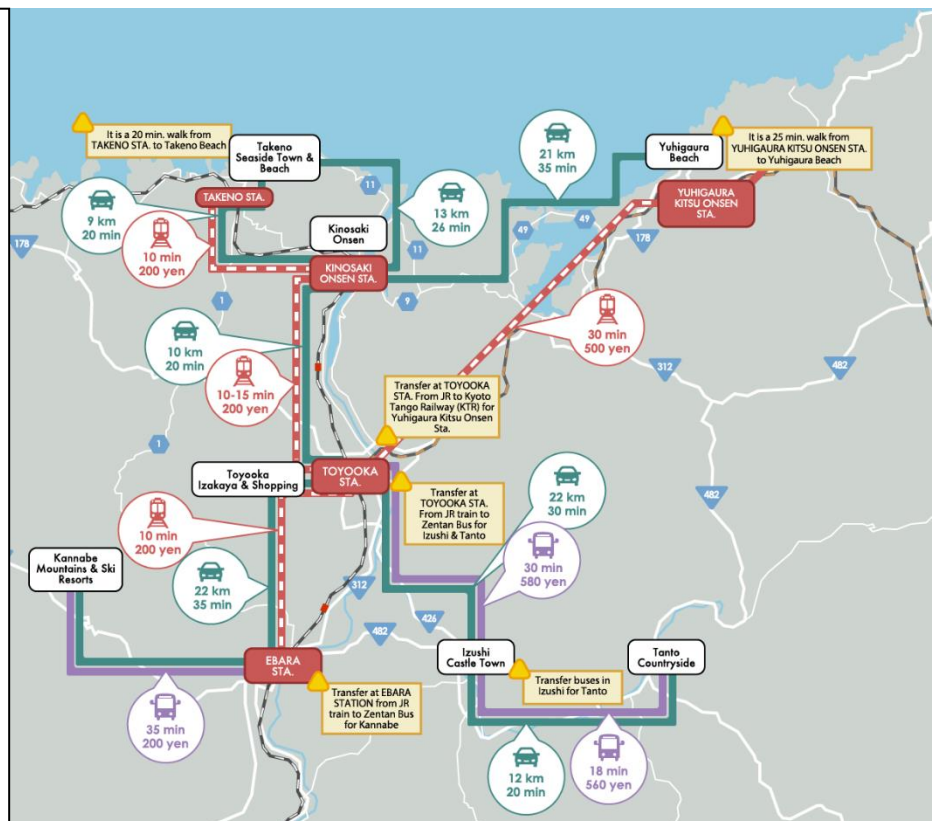 It is a 20 min. walk from
TAKENO STA. to Takeno Beach
Takeno
Seaside Town &
Beach
TAKENO STA.
11
21 km
35 min
Yuhigaura
Beach
It is a 25 min. walk from
YUHIGAURA KITSU ONSEN STA.
to Yuhigaura Beach
YUHIGAURA
KITSU ONSEN
STA.
9 km
20 min
13 km
26 min
178
10 min
200 yen
Kinosaki
Onsen
11
49
49
178
KINOSAKI
ONSEN STA.
1
9
10 km
20 min
30 min
500 yen
312
482
10-15 min
200 yen
Transfer at TOYOOKA
STA. From JR to Kyoto
Tango Railway (KTR) for
Yuhigaura Kitsu Onsen
Sta.
1
Toyooka
Izakaya & Shopping
TOYOOKA
STA.
Transfer at
TOYOOKA STA.
From JR train to
Zentan Bus for
Izushi & Tanto
22 km
30 min
482
10 min
200 yen
30 min
580 yen
Kannabe
Mountains & Ski
Resorts
22 km
35 min
312
426
482
EBARA
STA.
Izushi
Castle Town
Tanto
Countryside
Transfer at EBARA
STATION from JR
train to Zentan Bus
for Kannabe
Transfer buses in
Izushi for Tanto
35 min
200 yen
12 km
20 min
18 min
560 yen